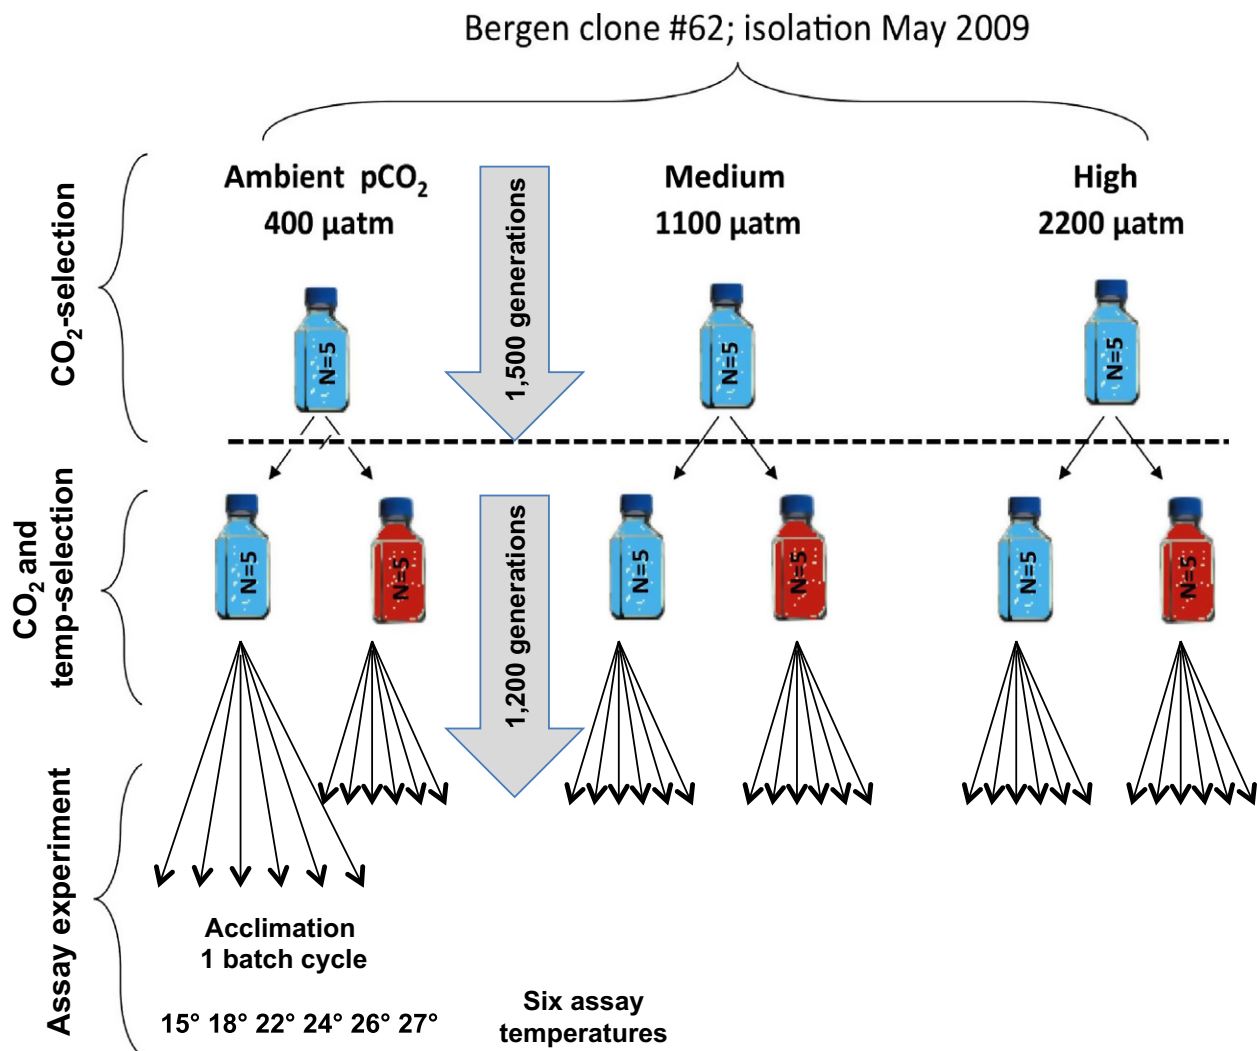 Bergen clone #62; isolation May 2009
CO₂-selection
Ambient pCO₂
400 µatm
1,500 generations
Medium
1100 µatm
High
2200 µatm
N=5
N=5
N=5
CO₂ and
temp-selection
N=5
N=5
1,200 generations
N=5
N=5
N=5
N=5
Assay experiment
Acclimation
1 batch cycle
15° 18° 22° 24° 26° 27°
Six assay
temperatures